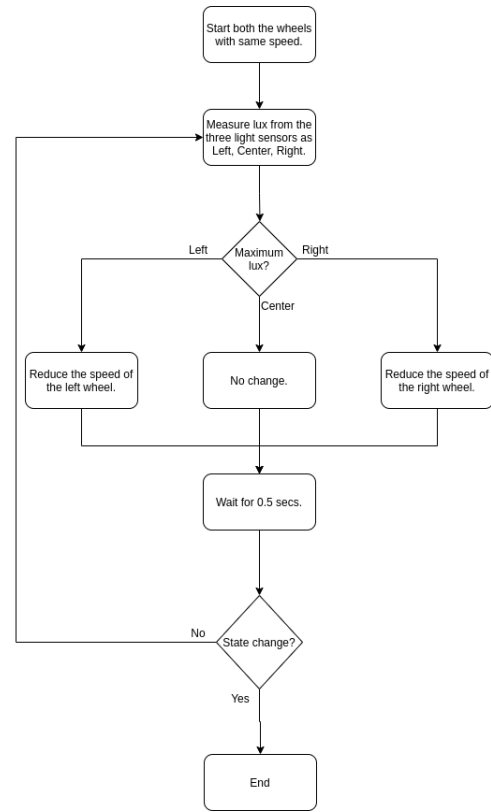 Start both the wheels
with same speed.
Measure lux from the
three light sensors as
Left, Center, Right.
Left
Maximum
lux?
Right
Center
Reduce the speed of
the left wheel.
No change.
Reduce the speed of
the right wheel.
Wait for 0.5 secs.
No
State change?
Yes
End